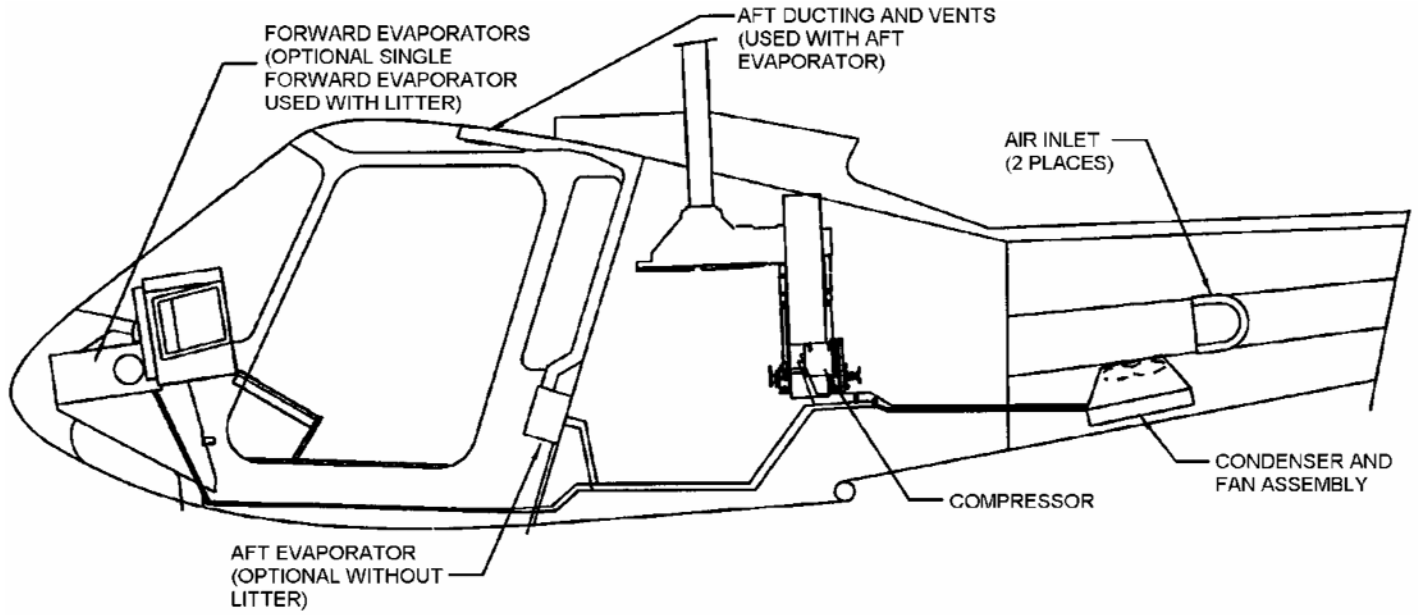 FORWARD EVAPORATORS
(OPTIONAL SINGLE
FORWARD EVAPORATOR
USED WITH LITTER)
AFT DUCTING AND VENTS
(USED WITH AFT
EVAPORATOR)
AIR INLET
(2 PLACES)
CONDENSER AND
FAN ASSEMBLY
COMPRESSOR
AFT EVAPORATOR
(OPTIONAL WITHOUT
LITTER)